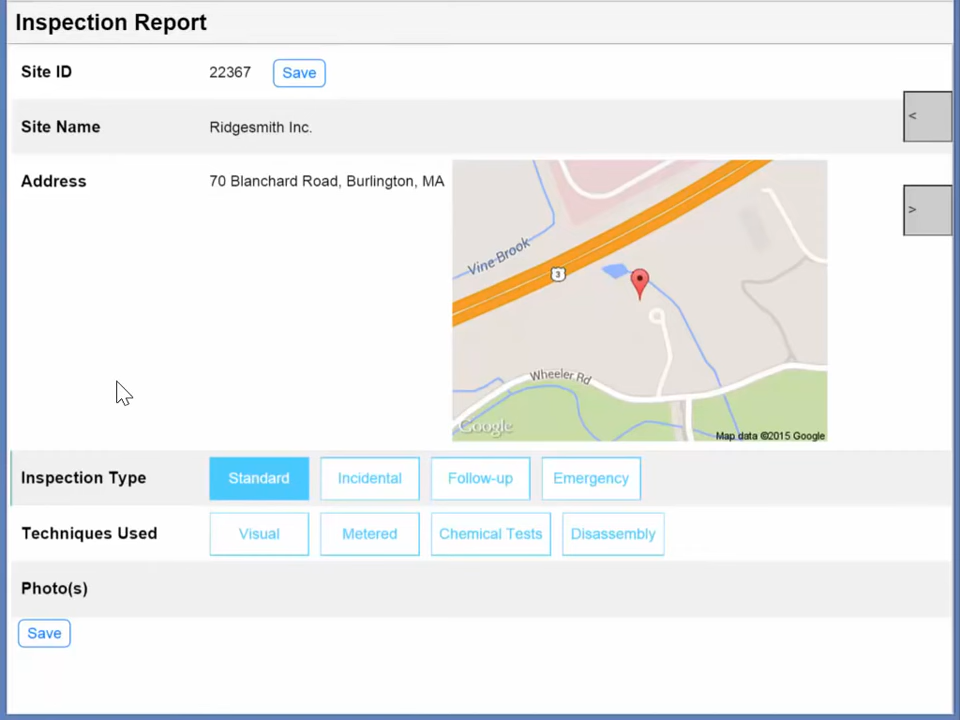 Inspection Report
Site ID 22367 Save
Site Name Ridgesmith Inc.
<
Address 70 Blanchard Road, Burlington, MA
>
Vine Brook
3
Wheeler Rd
Google
Map data ©2015 Google
Inspection Type Standard Incidental Follow-up Emergency
Techniques Used Visual Metered Chemical Tests Disassembly
Photo(s)
Save